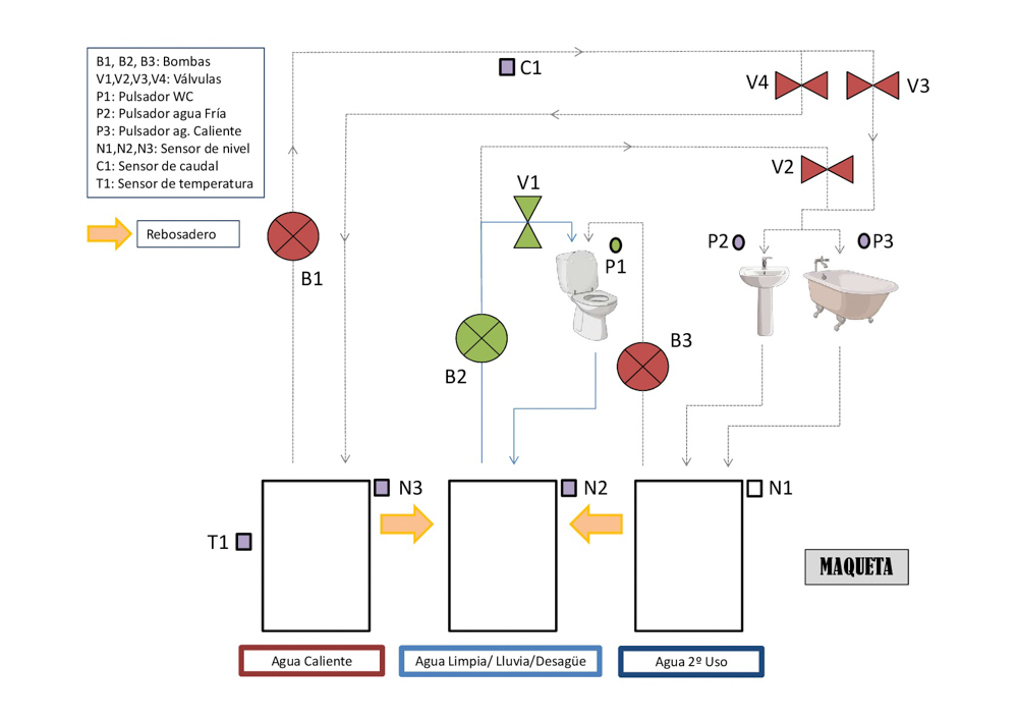 B1, B2, B3: Bombas
V1,V2,V3,V4: Válvulas
P1: Pulsador WC
P2: Pulsador agua Fría
P3: Pulsador ag. Caliente
N1,N2,N3: Sensor de nivel
C1: Sensor de caudal
T1: Sensor de temperatura
Rebosadero
C1
V4
V3
V2
V1
P2
P3
P1
B1
B3
B2
N3
N2
N1
T1
MAQUETA
Agua Caliente
Agua Limpia/ Lluvia/Desagüe
Agua 2º Uso